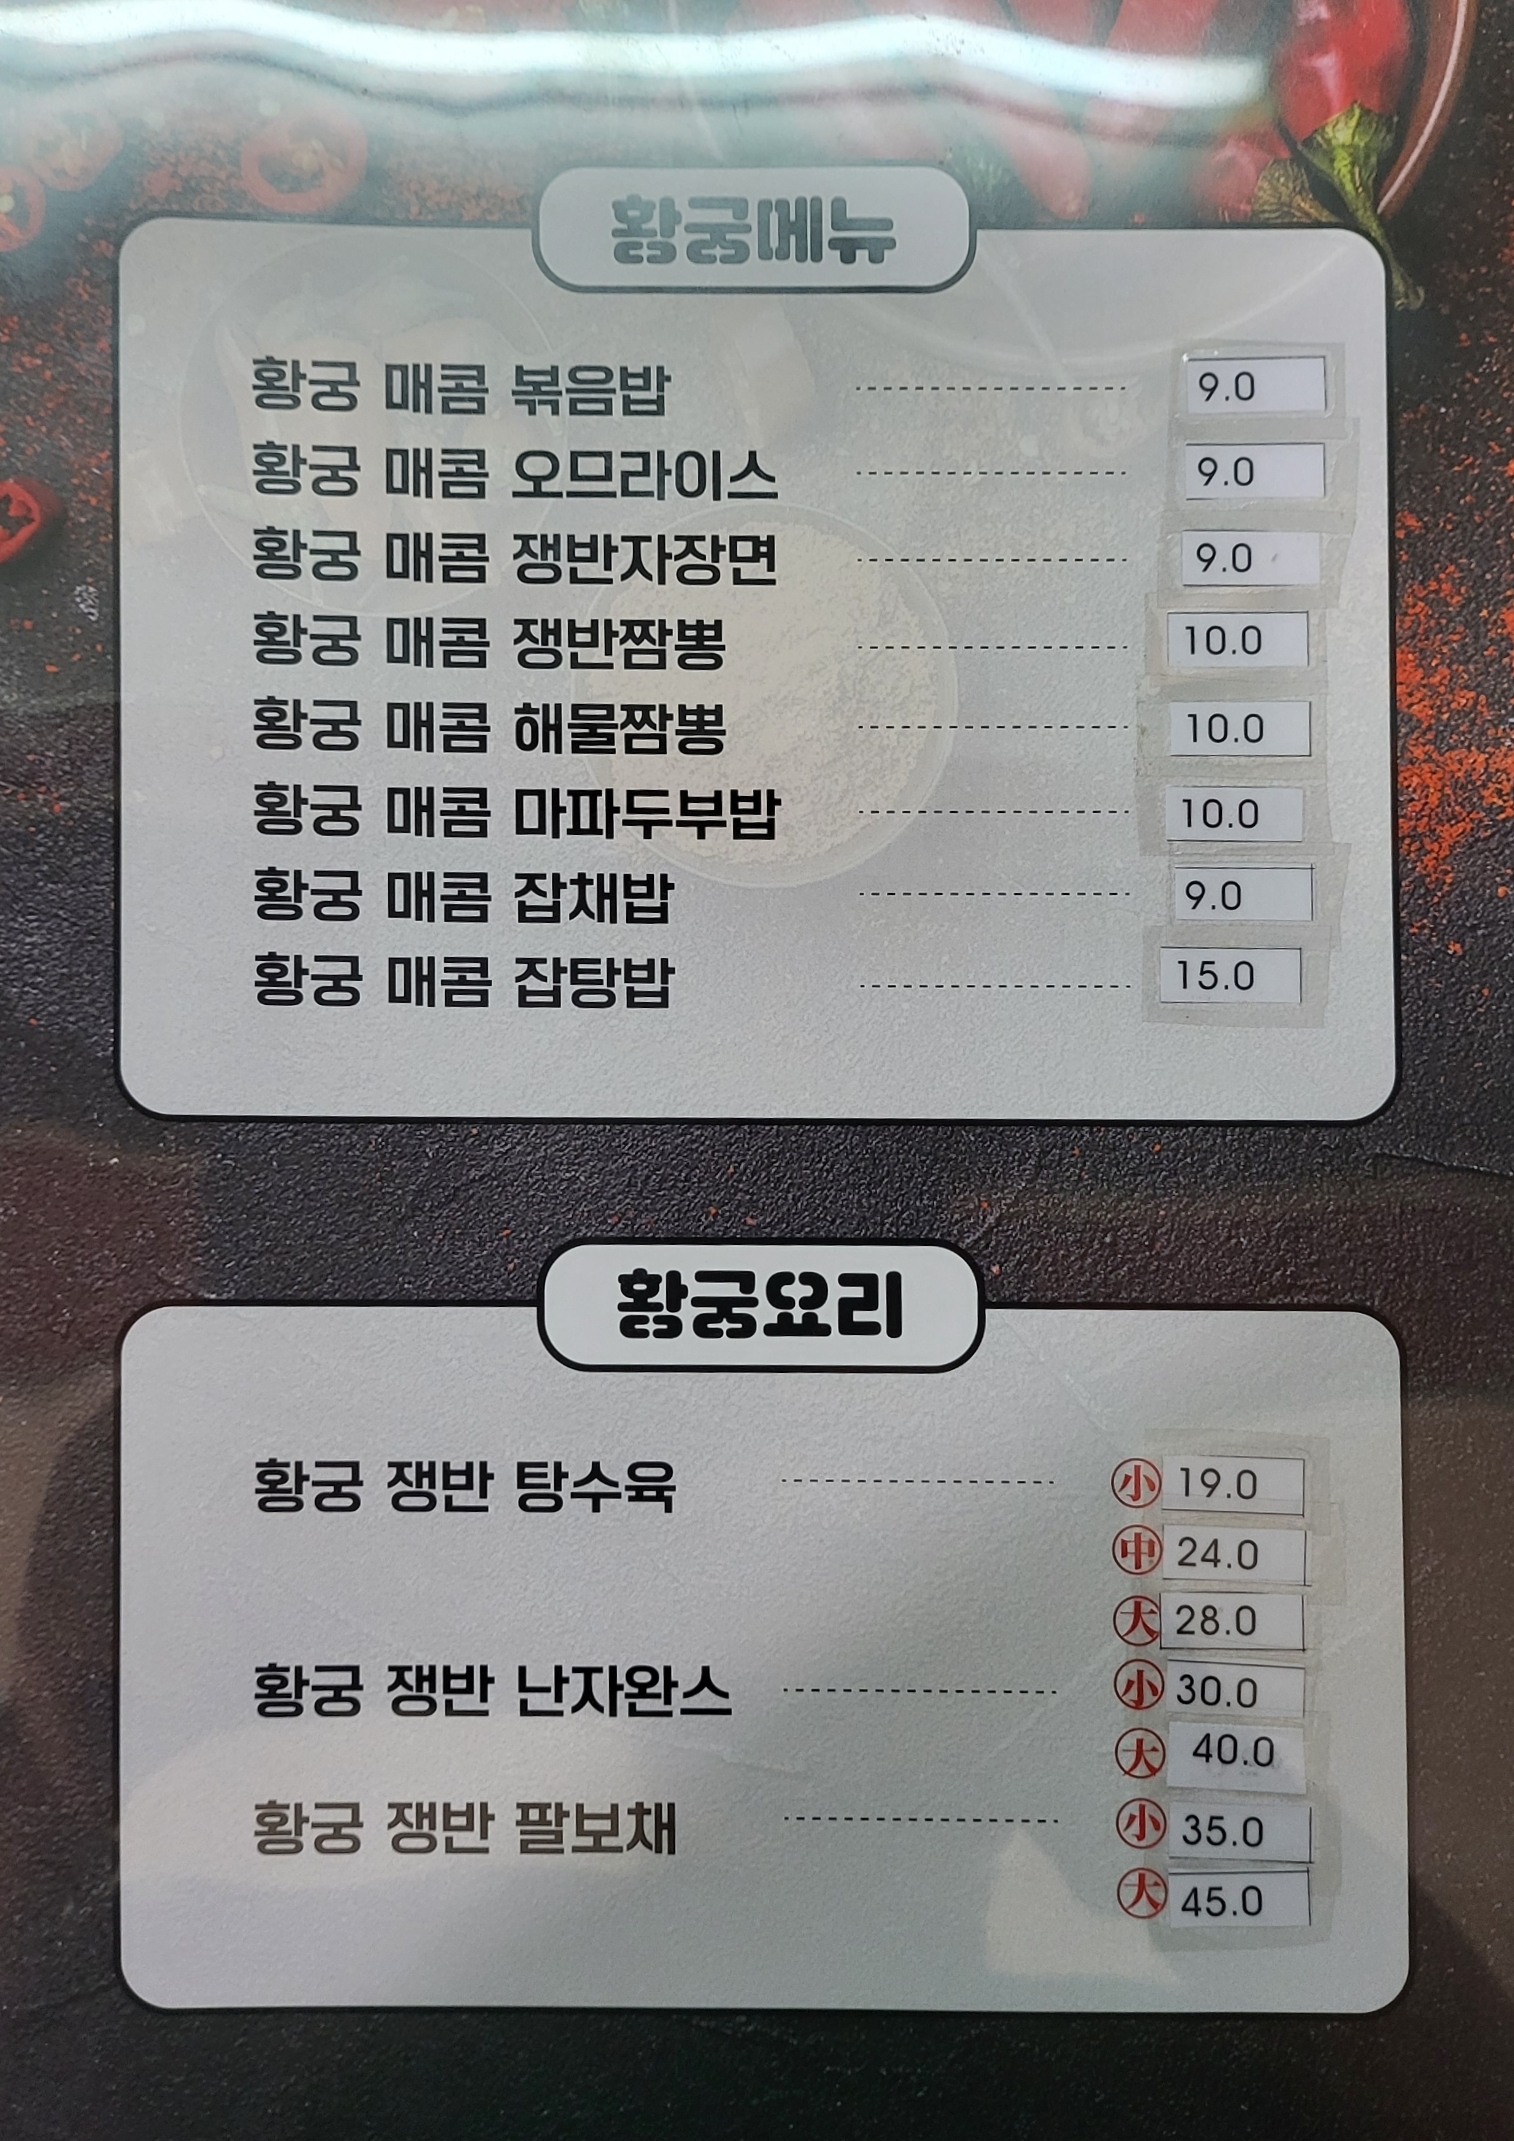 황궁메뉴
황궁 매콤 볶음밥 9.0
황궁 매콤 오므라이스 9.0
황궁 매콤 쟁반자장면 9.0
황궁 매콤 쟁반짬뽕 10.0
황궁 매콤 해물짬뽕 10.0
황궁 매콤 마파두부밥 10.0
황궁 매콤 잡채밥 9.0
황궁 매콤 잡탕밥 15.0
황궁요리
황궁 쟁반 탕수육 小 19.0
中 24.0
大 28.0
황궁 쟁반 난자완스 小 30.0
大 40.0
황궁 쟁반 팔보채 小 35.0
大 45.0